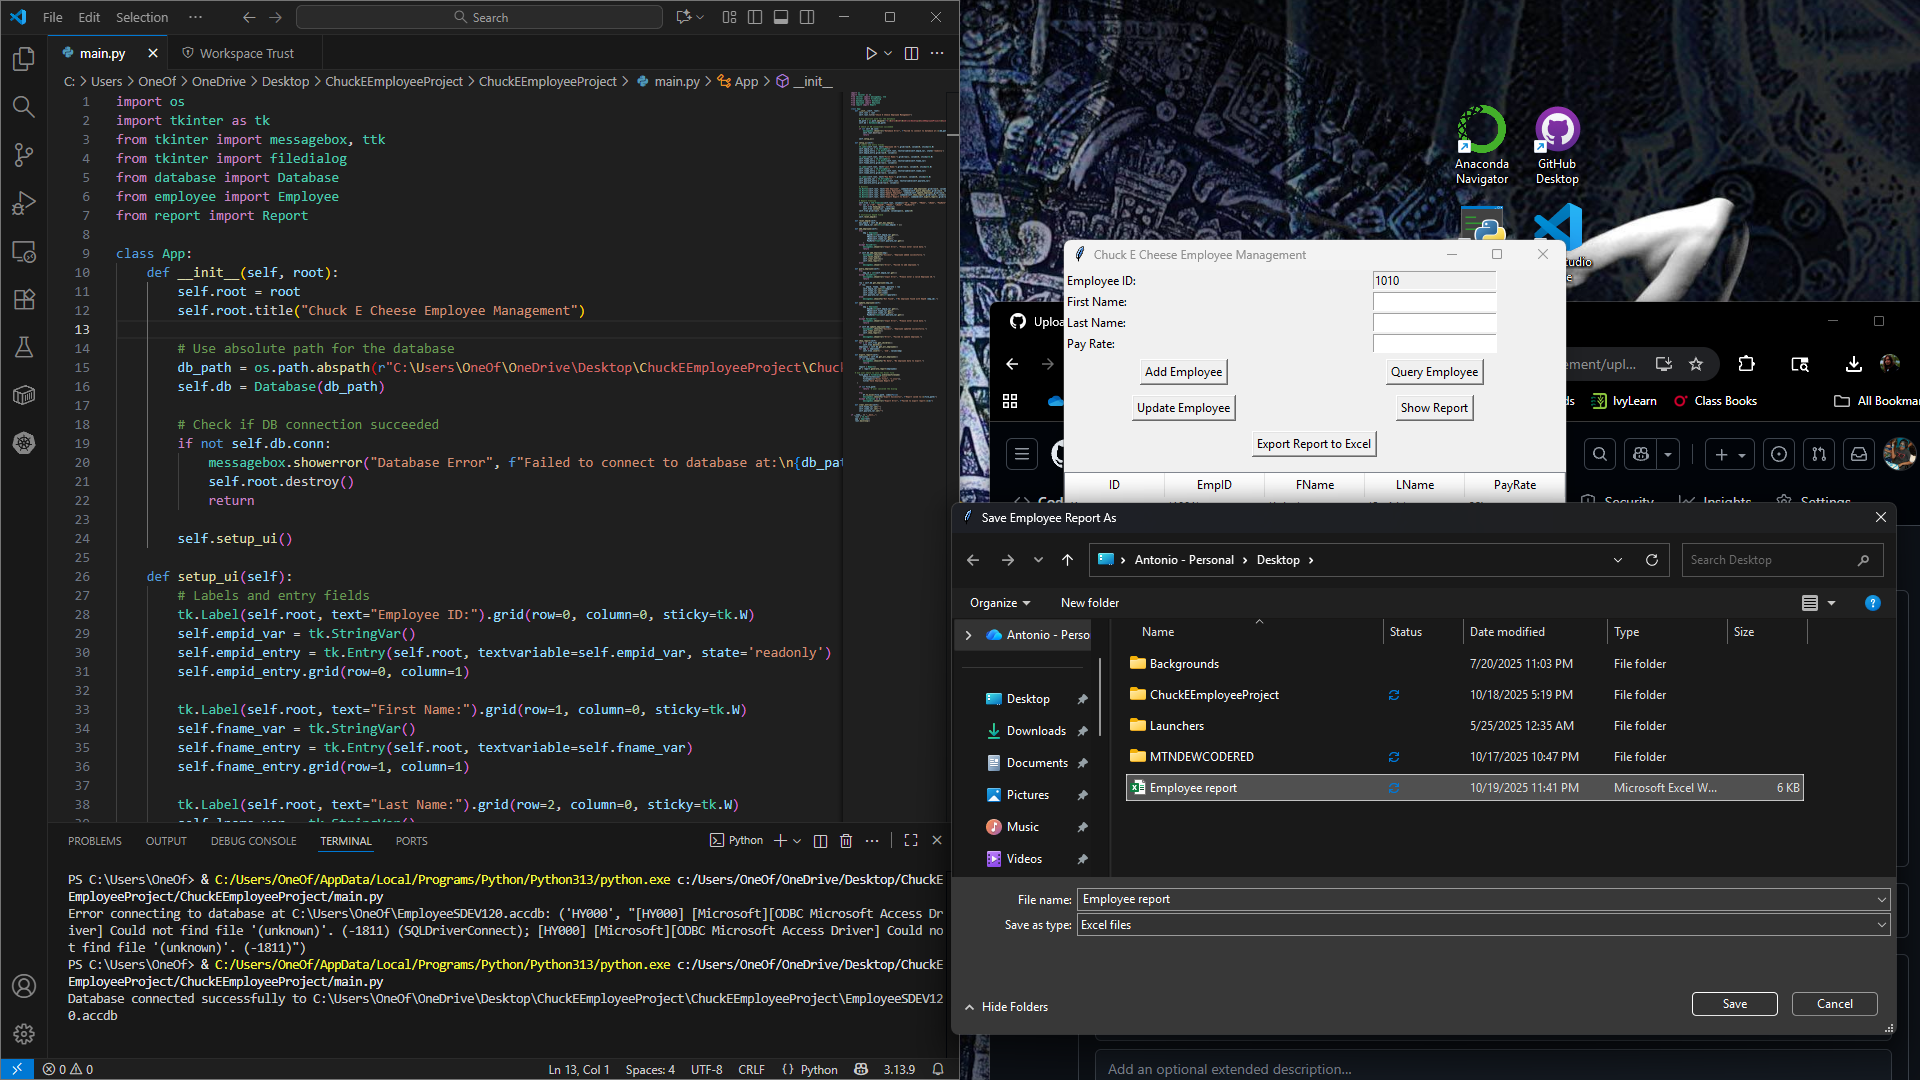 File Edit Selection ··· Search
main.py Workspace Trust
C: > Users > OneOf > OneDrive > Desktop > ChuckEEmployeeProject > ChuckEEmployeeProject > main.py > App > __init__
1 import os
2 import tkinter as tk
3 from tkinter import messagebox, ttk
4 from tkinter import filedialog
5 from database import Database
6 from employee import Employee
7 from report import Report
8
9 class App:
10 def __init__(self, root):
11 self.root = root
12 self.root.title("Chuck E Cheese Employee Management")
13
14 # Use absolute path for the database
15 db_path = os.path.abspath(r"C:\Users\OneOf\OneDrive\Desktop\ChuckEEmployeeProject\Chuck
16 self.db = Database(db_path)
17
18 # Check if DB connection succeeded
19 if not self.db.conn:
20 messagebox.showerror("Database Error", f"Failed to connect to database at:\n{db_pat
21 self.root.destroy()
22 return
23
24 self.setup_ui()
25
26 def setup_ui(self):
27 # Labels and entry fields
28 tk.Label(self.root, text="Employee ID:").grid(row=0, column=0, sticky=tk.W)
29 self.empid_var = tk.StringVar()
30 self.empid_entry = tk.Entry(self.root, textvariable=self.empid_var, state='readonly')
31 self.empid_entry.grid(row=0, column=1)
32
33 tk.Label(self.root, text="First Name:").grid(row=1, column=0, sticky=tk.W)
34 self.fname_var = tk.StringVar()
35 self.fname_entry = tk.Entry(self.root, textvariable=self.fname_var)
36 self.fname_entry.grid(row=1, column=1)
37
38 tk.Label(self.root, text="Last Name:").grid(row=2, column=0, sticky=tk.W)
PROBLEMS OUTPUT DEBUG CONSOLE TERMINAL PORTS Python
PS C:\Users\OneOf> & C:/Users/OneOf/AppData/Local/Programs/Python/Python313/python.exe c:/Users/OneOf/OneDrive/Desktop/ChuckE
EmployeeProject/ChuckEEmployeeProject/main.py
Error connecting to database at C:\Users\OneOf\EmployeeSDEV120.accdb: ('HY000', "[HY000] [Microsoft][ODBC Microsoft Access Dr
iver] Could not find file '(unknown)'. (-1811) (SQLDriverConnect); [HY000] [Microsoft][ODBC Microsoft Access Driver] Could no
t find file '(unknown)'. (-1811)")
PS C:\Users\OneOf> & C:/Users/OneOf/AppData/Local/Programs/Python/Python313/python.exe c:/Users/OneOf/OneDrive/Desktop/ChuckE
EmployeeProject/ChuckEEmployeeProject/main.py
Database connected successfully to C:\Users\OneOf\OneDrive\Desktop\ChuckEEmployeeProject\ChuckEEmployeeProject\EmployeeSDEV12
0.accdb
0 0 Ln 13, Col 1 Spaces: 4 UTF-8 CRLF {} Python 3.13.9
Anaconda Navigator
GitHub Desktop
Chuck E Cheese Employee Management
Employee ID: 1010
First Name:
Last Name:
Pay Rate:
Add Employee Query Employee
Update Employee Show Report
Export Report to Excel
ID EmpID FName LName PayRate
Uploa
ement/upl...
ds IvyLearn Class Books All Bookmar
Security Insights Settings
Save Employee Report As
Antonio - Personal > Desktop >
Search Desktop
Organize New folder
Antonio - Perso
Desktop
Downloads
Documents
Pictures
Music
Videos
Name Status Date modified Type Size
Backgrounds 7/20/2025 11:03 PM File folder
ChuckEEmployeeProject 10/18/2025 5:19 PM File folder
Launchers 5/25/2025 12:35 AM File folder
MTNDEWCODERED 10/17/2025 10:47 PM File folder
Employee report 10/19/2025 11:41 PM Microsoft Excel W... 6 KB
File name: Employee report
Save as type: Excel files
Hide Folders Save Cancel
Add an optional extended description...